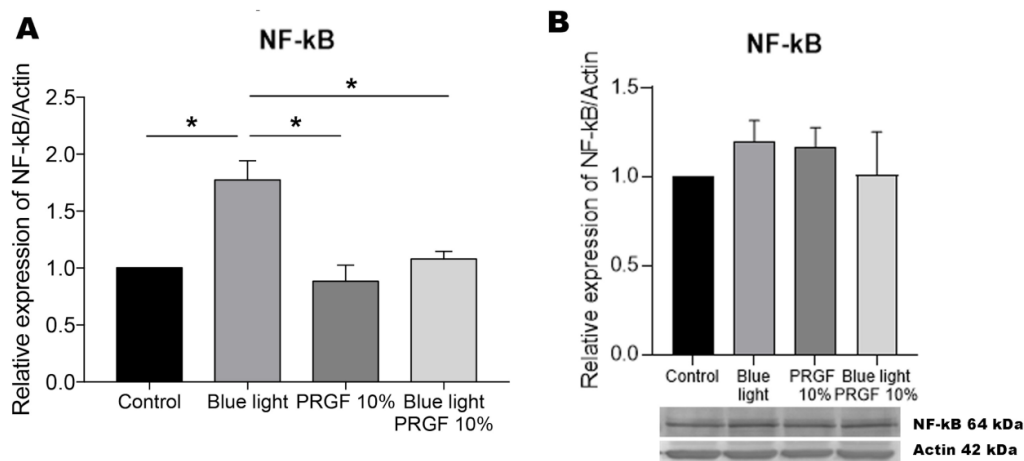 A
NF-kB
Relative expression of NF-kB/Actin
2.5
2.0
1.5
1.0
0.5
0.0
*
*
*
Control
Blue light
PRGF 10%
Blue light
PRGF 10%
B
NF-kB
Relative expression of NF-kB/Actin
1.5
1.0
0.5
0.0
Control
Blue
light
PRGF
10%
Blue light
PRGF 10%
NF-kB 64 kDa
Actin 42 kDa